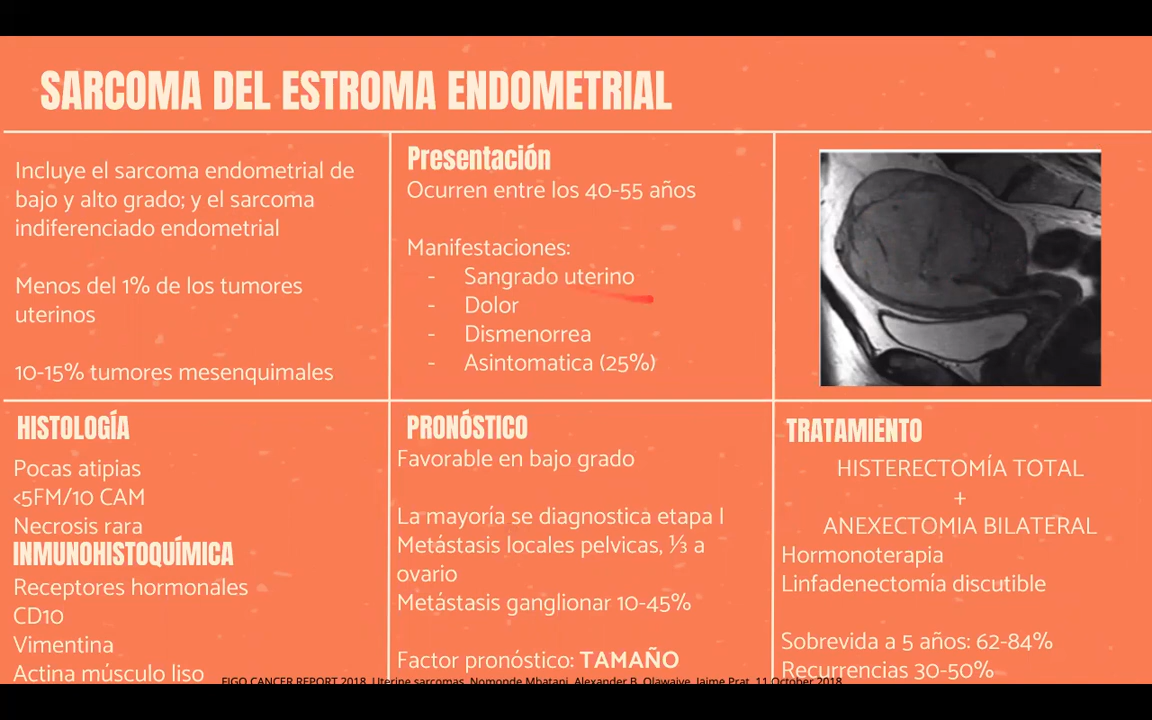 SARCOMA DEL ESTROMA ENDOMETRIAL
Incluye el sarcoma endometrial de
bajo y alto grado; y el sarcoma
indiferenciado endometrial
Menos del 1% de los tumores
uterinos
10-15% tumores mesenquimales
Presentación
Ocurren entre los 40-55 años
Manifestaciones:
- Sangrado uterino
- Dolor
- Dismenorrea
- Asintomatica (25%)
HISTOLOGÍA
Pocas atipias
<5FM/10 CAM
Necrosis rara
INMUNOHISTOQUÍMICA
Receptores hormonales
CD10
Vimentina
Actina músculo liso
PRONÓSTICO
Favorable en bajo grado
La mayoría se diagnostica etapa I
Metástasis locales pelvicas, ⅓ a
ovario
Metástasis ganglionar 10-45%
Factor pronóstico: TAMAÑO
TRATAMIENTO
HISTERECTOMÍA TOTAL
+
ANEXECTOMIA BILATERAL
Hormonoterapia
Linfadenectomía discutible
Sobrevida a 5 años: 62-84%
Recurrencias 30-50%
FIGO CANCER REPORT 2018, Uterine sarcomas, Nomonde Mbatani, Alexander B. Olawaiye, Jaime Prat, 11 October 2018